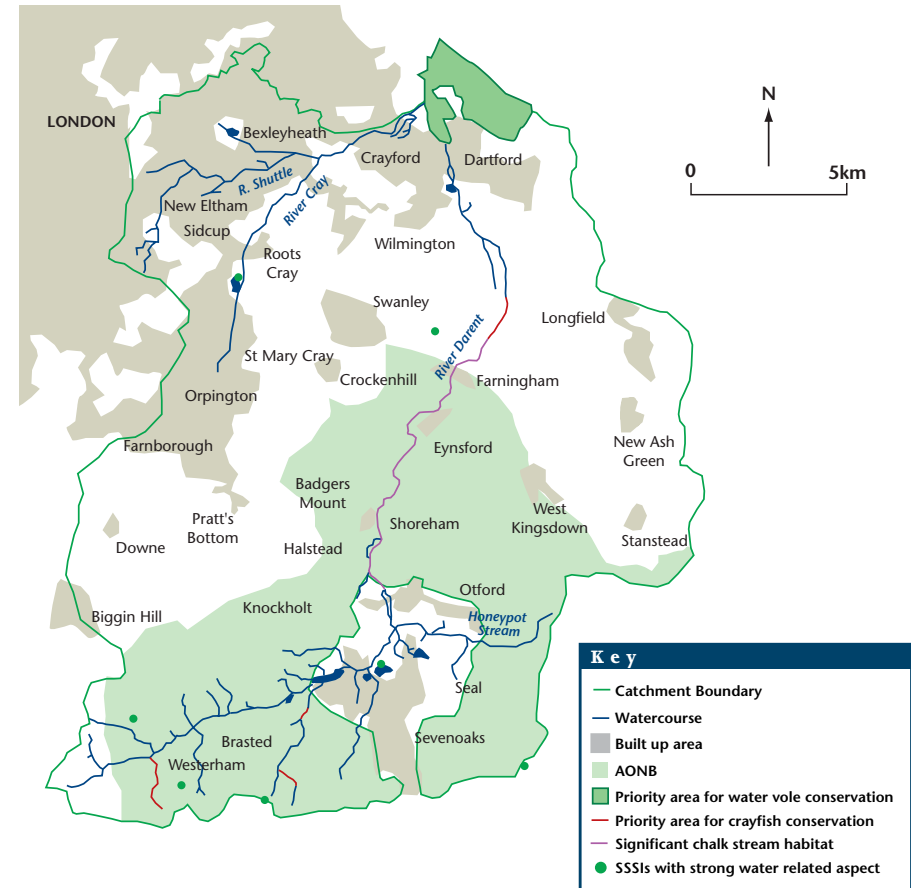 N
LONDON
0 5km
Bexleyheath
Crayford
Dartford
R. Shuttle
River Cray
New Eltham
Sidcup
Wilmington
Roots
Cray
Swanley
Longfield
River Darent
St Mary Cray
Crockenhill
Farningham
Orpington
Farnborough
Eynsford
New Ash
Green
Badgers
Mount
West
Kingsdown
Pratt's
Bottom
Shoreham
Downe
Halstead
Stanstead
Otford
Knockholt
Biggin Hill
Honeypot
Stream
Seal
Sevenoaks
Brasted
Westerham
Key
Catchment Boundary
Watercourse
Built up area
AONB
Priority area for water vole conservation
Priority area for crayfish conservation
Significant chalk stream habitat
SSSIs with strong water related aspect